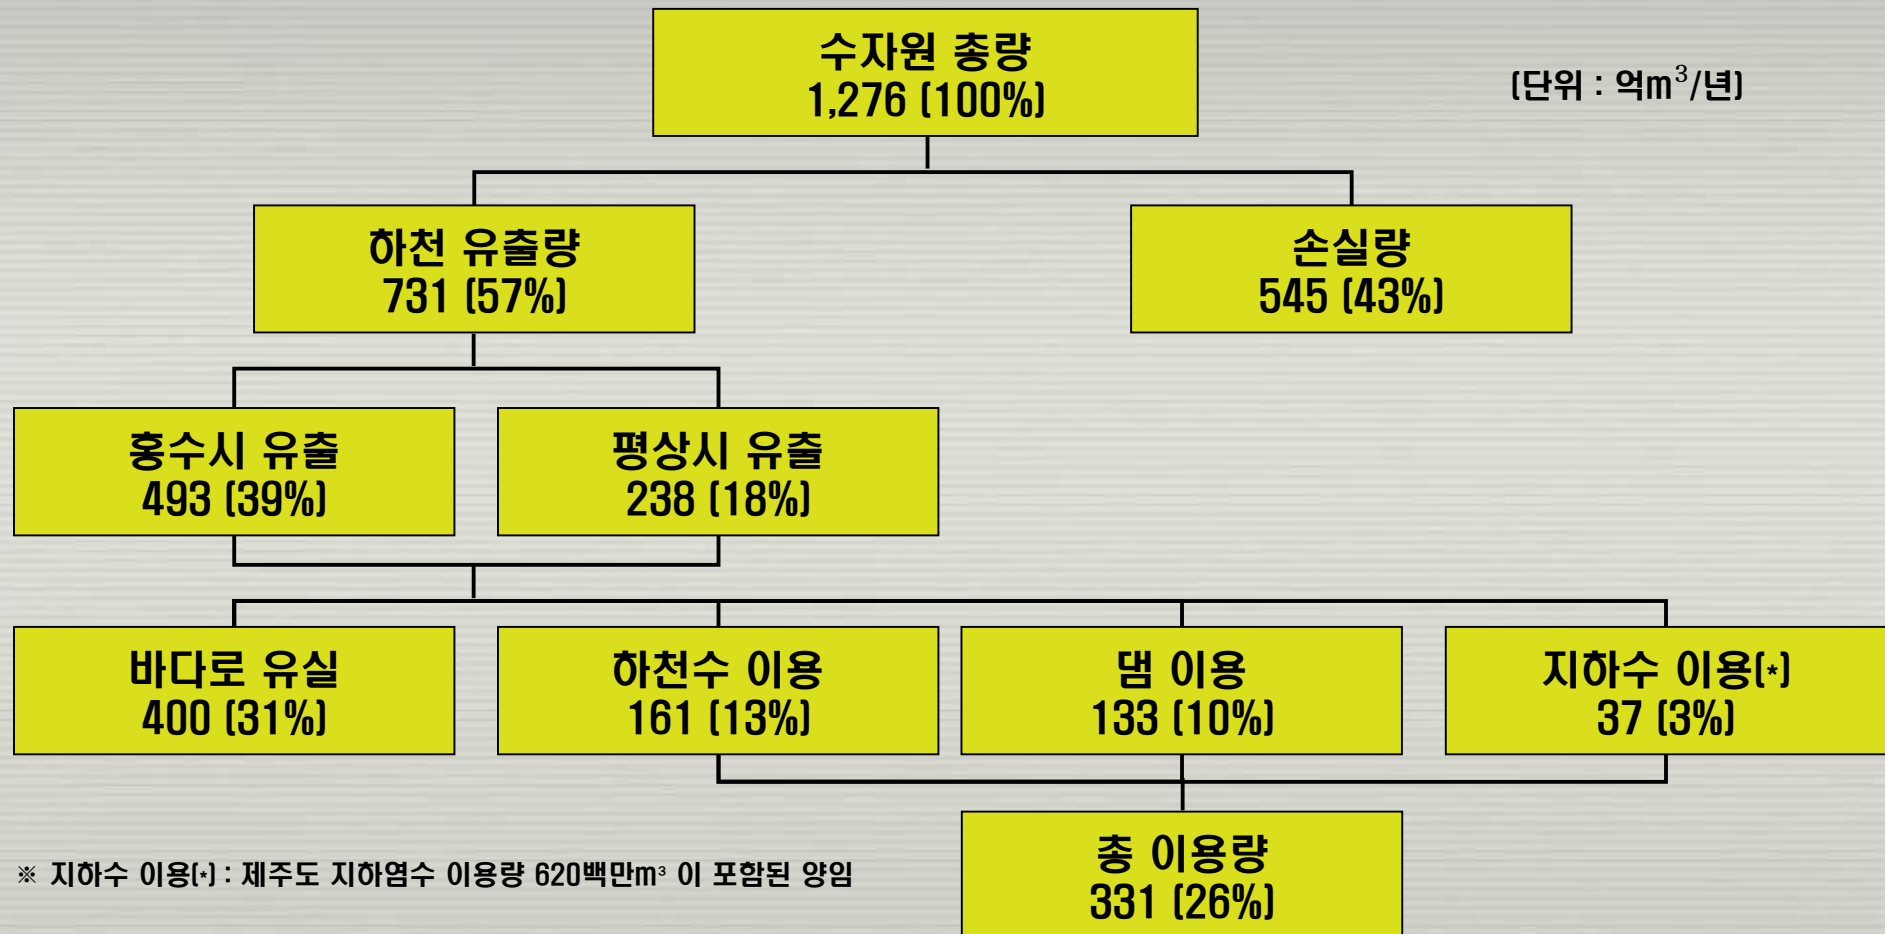 수자원 총량
1,276 (100%)
(단위 : 억m³/년)
하천 유출량
731 (57%)
손실량
545 (43%)
홍수시 유출
493 (39%)
평상시 유출
238 (18%)
바다로 유실
400 (31%)
하천수 이용
161 (13%)
댐 이용
133 (10%)
지하수 이용(*)
37 (3%)
총 이용량
331 (26%)
※ 지하수 이용(*) : 제주도 지하염수 이용량 620백만m³ 이 포함된 양임